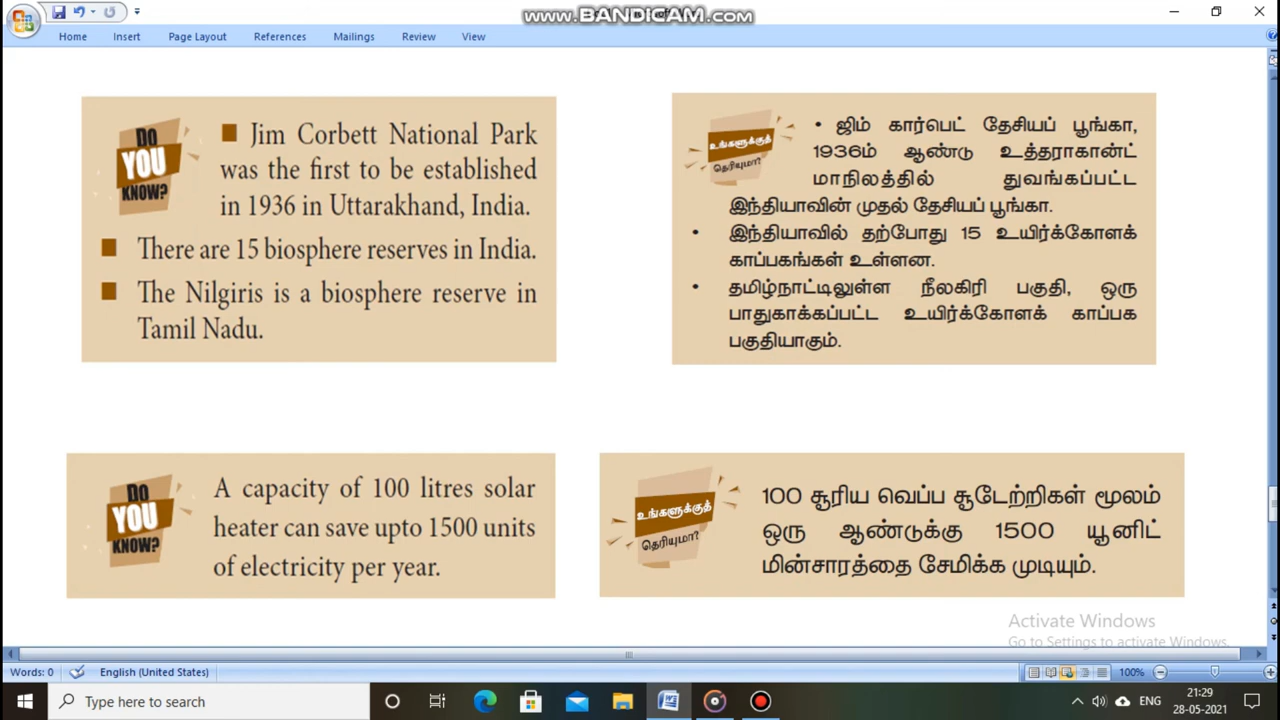 www.BANDICAM.com
Home Insert Page Layout References Mailings Review View
DO
YOU
KNOW?
■ Jim Corbett National Park
was the first to be established
in 1936 in Uttarakhand, India.
■ There are 15 biosphere reserves in India.
■ The Nilgiris is a biosphere reserve in
Tamil Nadu.
உங்களுக்குத்
தெரியுமா?
• ஜிம் கார்பெட் தேசியப் பூங்கா,
1936ம் ஆண்டு உத்தராகான்ட்
மாநிலத்தில் துவங்கப்பட்ட
இந்தியாவின் முதல் தேசியப் பூங்கா.
• இந்தியாவில் தற்போது 15 உயிர்க்கோளக்
காப்பகங்கள் உள்ளன.
• தமிழ்நாட்டிலுள்ள நீலகிரி பகுதி, ஒரு
பாதுகாக்கப்பட்ட உயிர்க்கோளக் காப்பக
பகுதியாகும்.
DO
YOU
KNOW?
A capacity of 100 litres solar
heater can save upto 1500 units
of electricity per year.
உங்களுக்குத்
தெரியுமா?
100 சூரிய வெப்ப சூடேற்றிகள் மூலம்
ஒரு ஆண்டுக்கு 1500 யூனிட்
மின்சாரத்தை சேமிக்க முடியும்.
Activate Windows
Go to Settings to activate Windows.
Words: 0 English (United States) 100%
Type here to search
ENG
21:29
28-05-2021